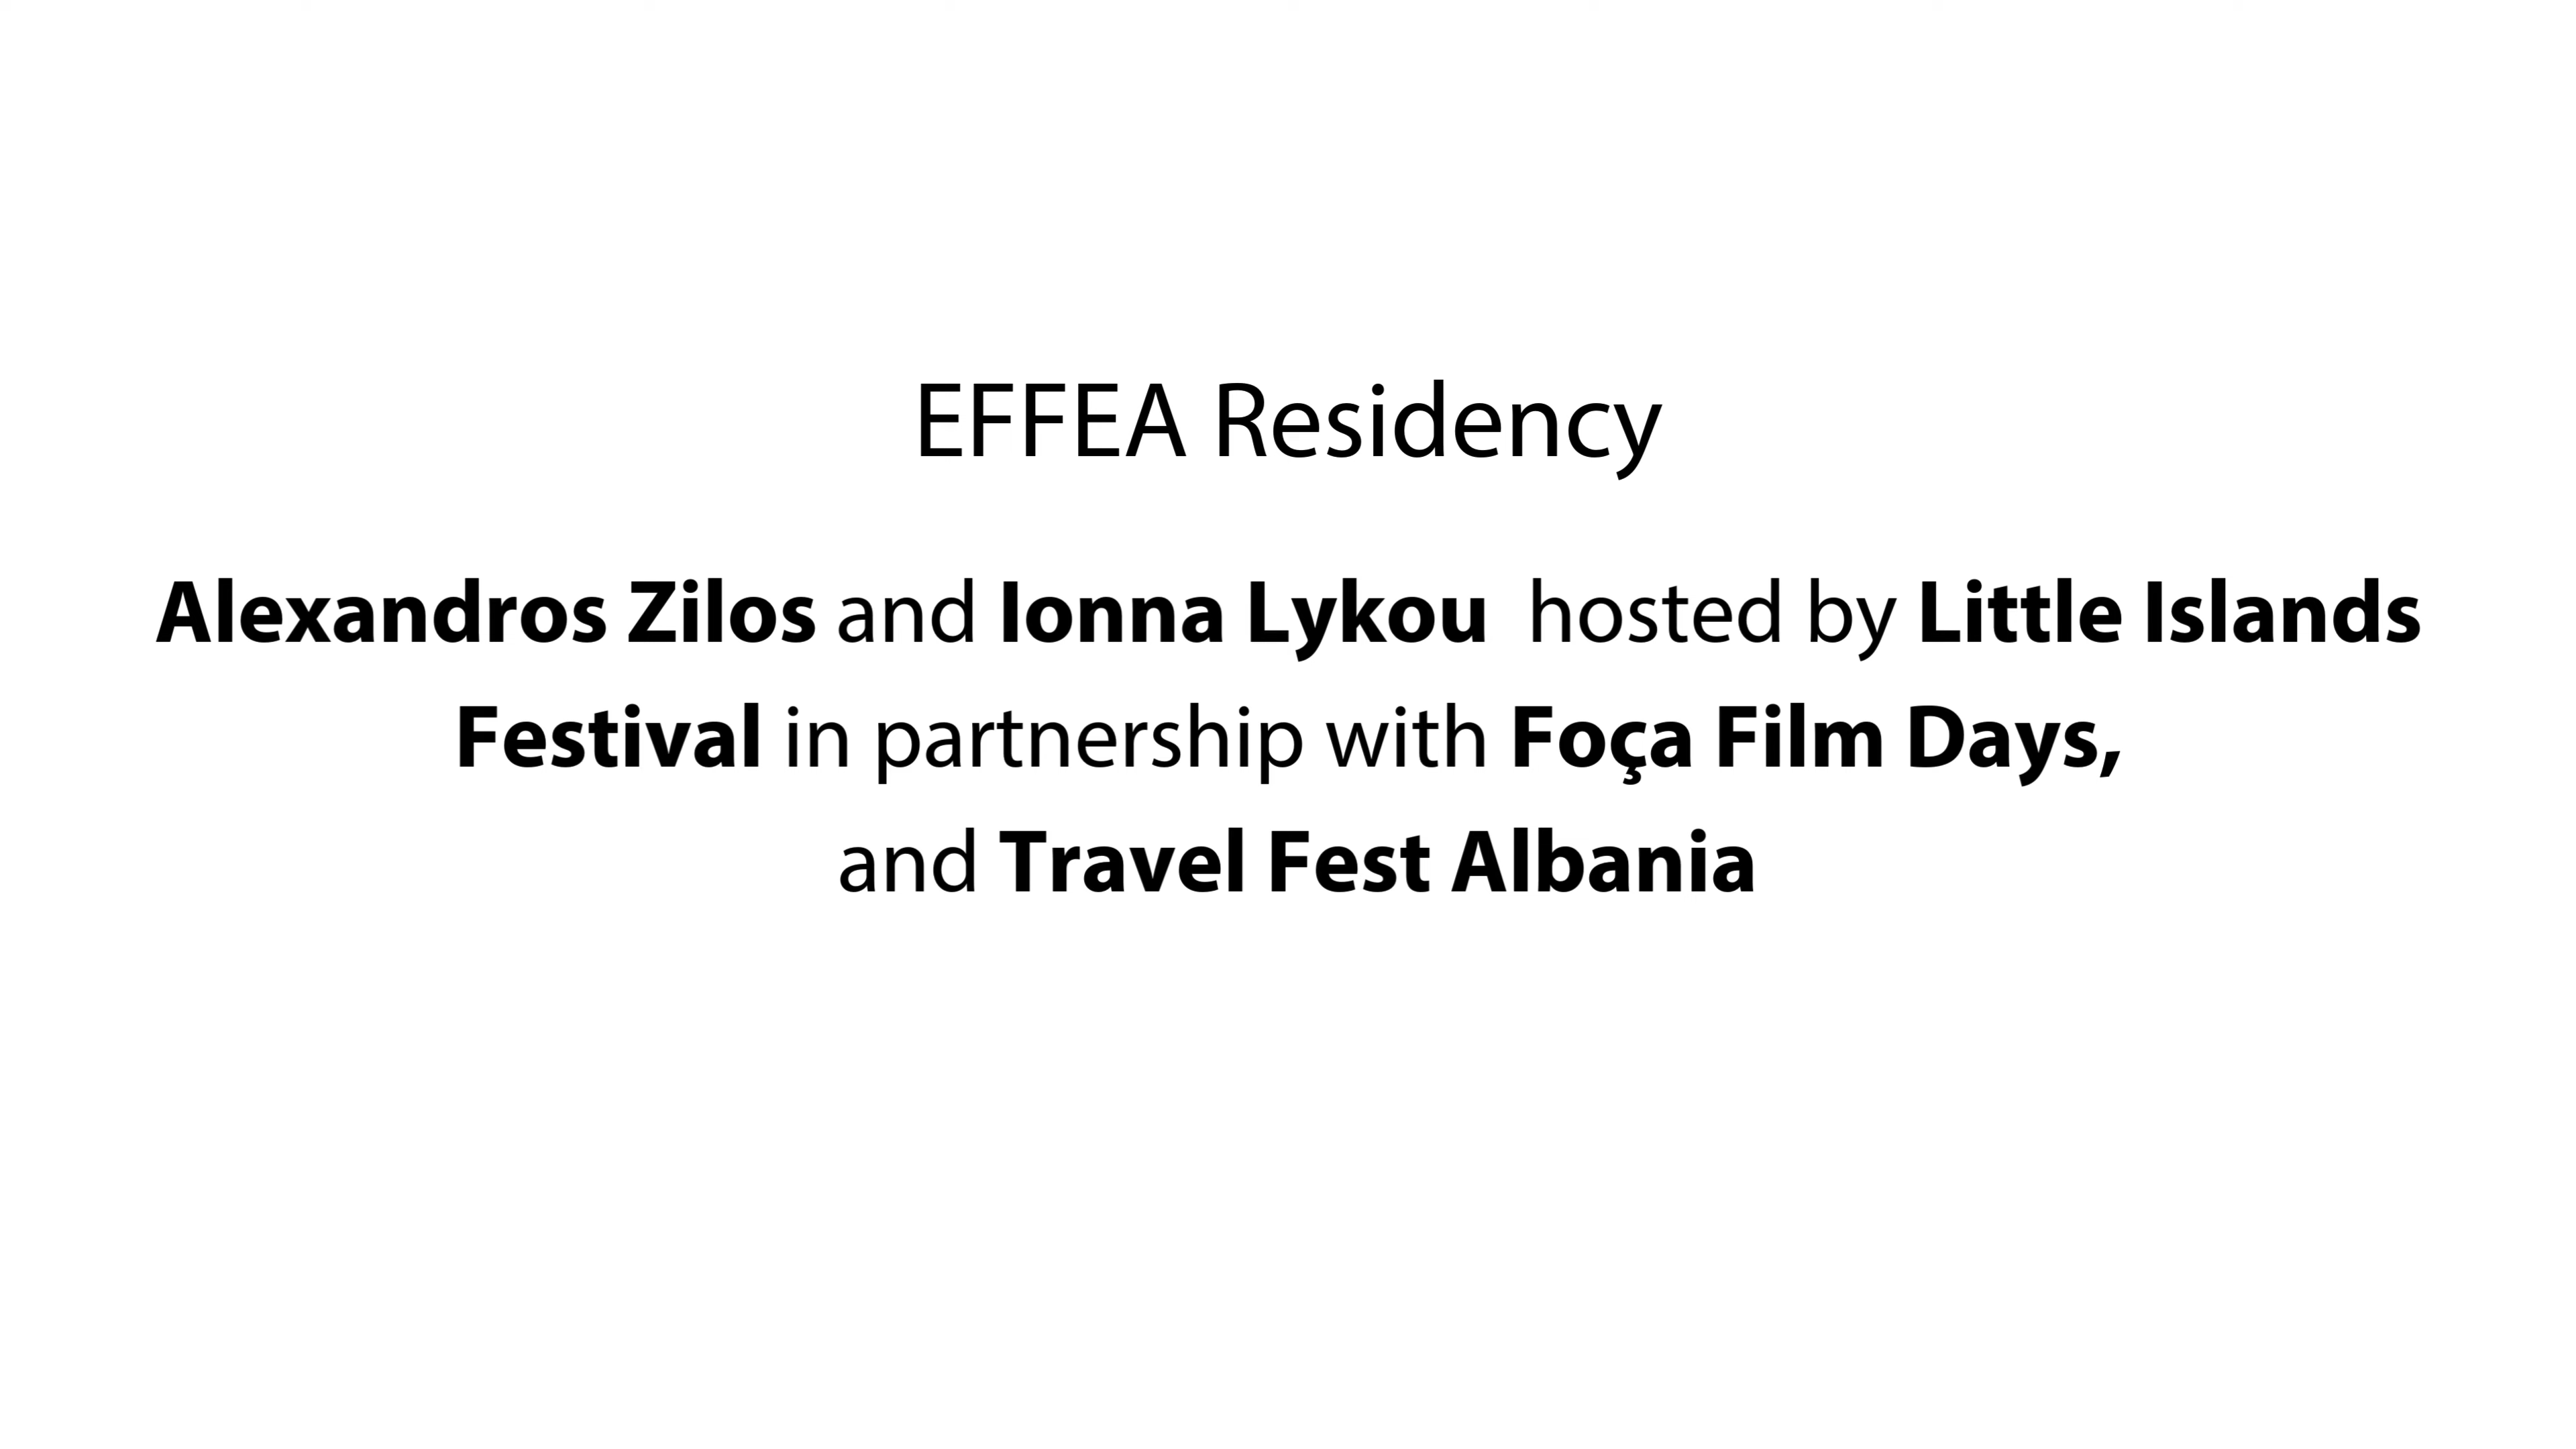 EFFEA Residency
Alexandros Zilos and Ionna Lykou  hosted by Little Islands
Festival in partnership with Foça Film Days,
and Travel Fest Albania